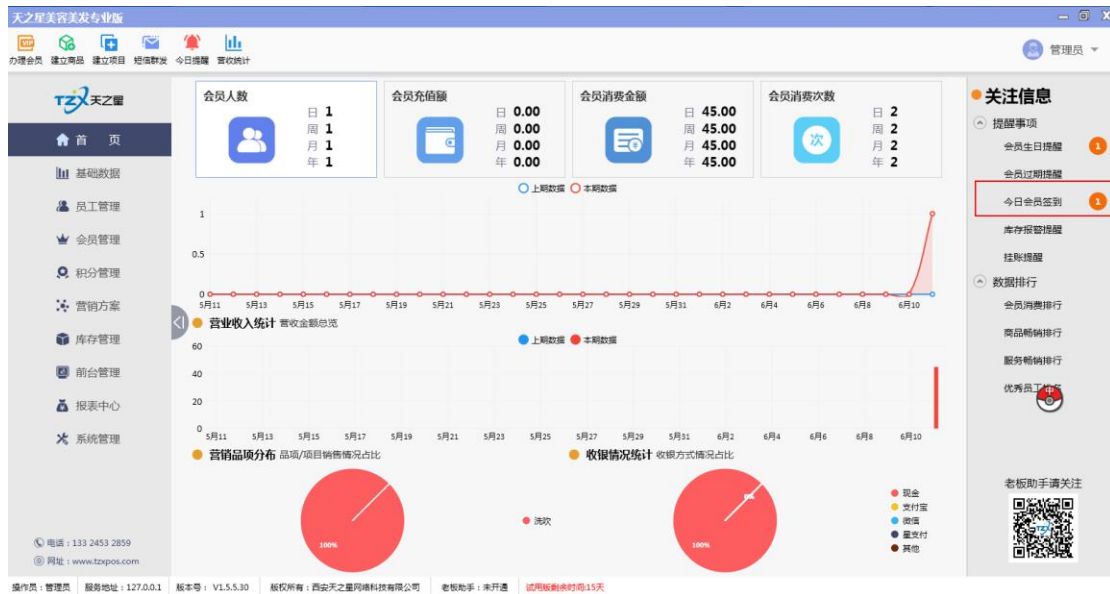 天之星美容美发专业版
VIP
办理会员 建立商品 建立项目 短信群发 今日提醒 营收统计
管理员
TZX天之星
首 页
基础数据
员工管理
会员管理
积分管理
营销方案
库存管理
前台管理
报表中心
系统管理
电话：133 2453 2859
网址：www.tzxpos.com
会员人数
日 1
周 1
月 1
年 1
会员充值额
日 0.00
周 0.00
月 0.00
年 0.00
会员消费金额
日 45.00
周 45.00
月 45.00
年 45.00
会员消费次数
次
日 2
周 2
月 2
年 2
上期数据 本期数据
1
0.5
0
5月11 5月13 5月15 5月17 5月19 5月21 5月23 5月25 5月27 5月29 5月31 6月2 6月4 6月6 6月8 6月10
营业收入统计 营收金额总览
上期数据 本期数据
60
40
20
0
5月11 5月13 5月15 5月17 5月19 5月21 5月23 5月25 5月27 5月29 5月31 6月2 6月4 6月6 6月8 6月10
营销品项分布 品项/项目销售情况占比
100%
洗吹
收银情况统计 收银方式情况占比
100%
现金
支付宝
微信
星支付
其他
关注信息
提醒事项
会员生日提醒 1
会员过期提醒
今日会员签到 1
库存报警提醒
挂账提醒
数据排行
会员消费排行
商品畅销排行
服务畅销排行
优秀员工
老板助手请关注
TZX
操作员：管理员 服务地址：127.0.0.1 版本号： V1.5.5.30 版权所有：西安天之星网络科技有限公司 老板助手：未开通 试用版剩余时间:15天